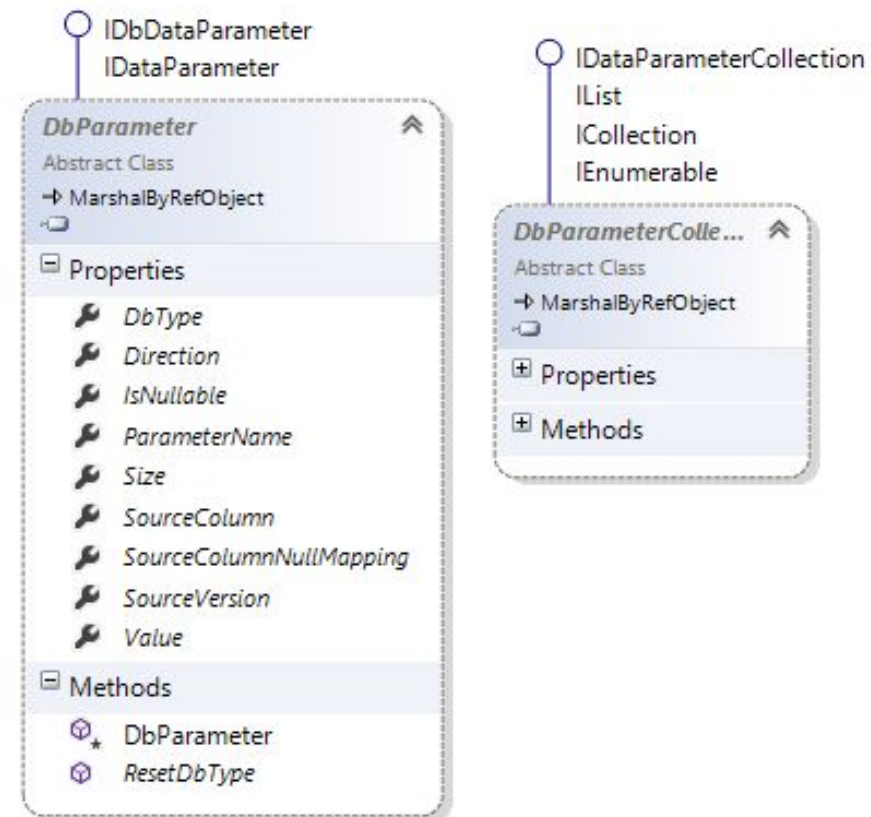 IDbDataParameter
IDataParameter
DbParameter
Abstract Class
MarshalByRefObject
Properties
DbType
Direction
IsNullable
ParameterName
Size
SourceColumn
SourceColumnNullMapping
SourceVersion
Value
Methods
DbParameter
ResetDbType
IDataParameterCollection
IList
ICollection
IEnumerable
DbParameterColle...
Abstract Class
MarshalByRefObject
Properties
Methods